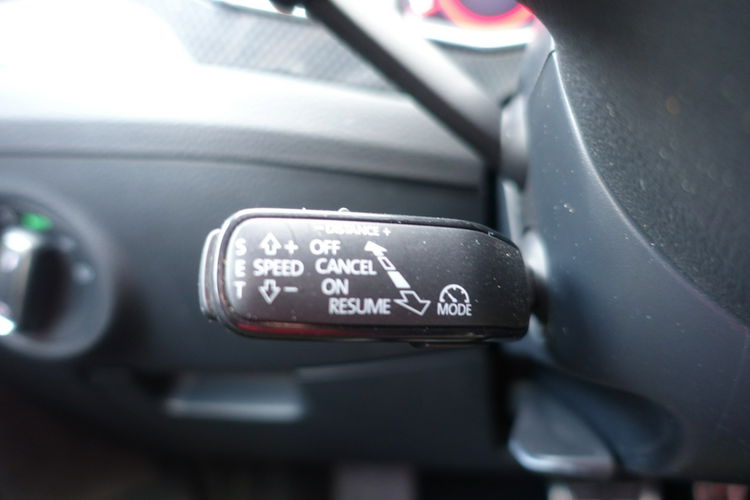 - DISTANCE +
S + OFF
E SPEED CANCEL
T - ON
RESUME
MODE